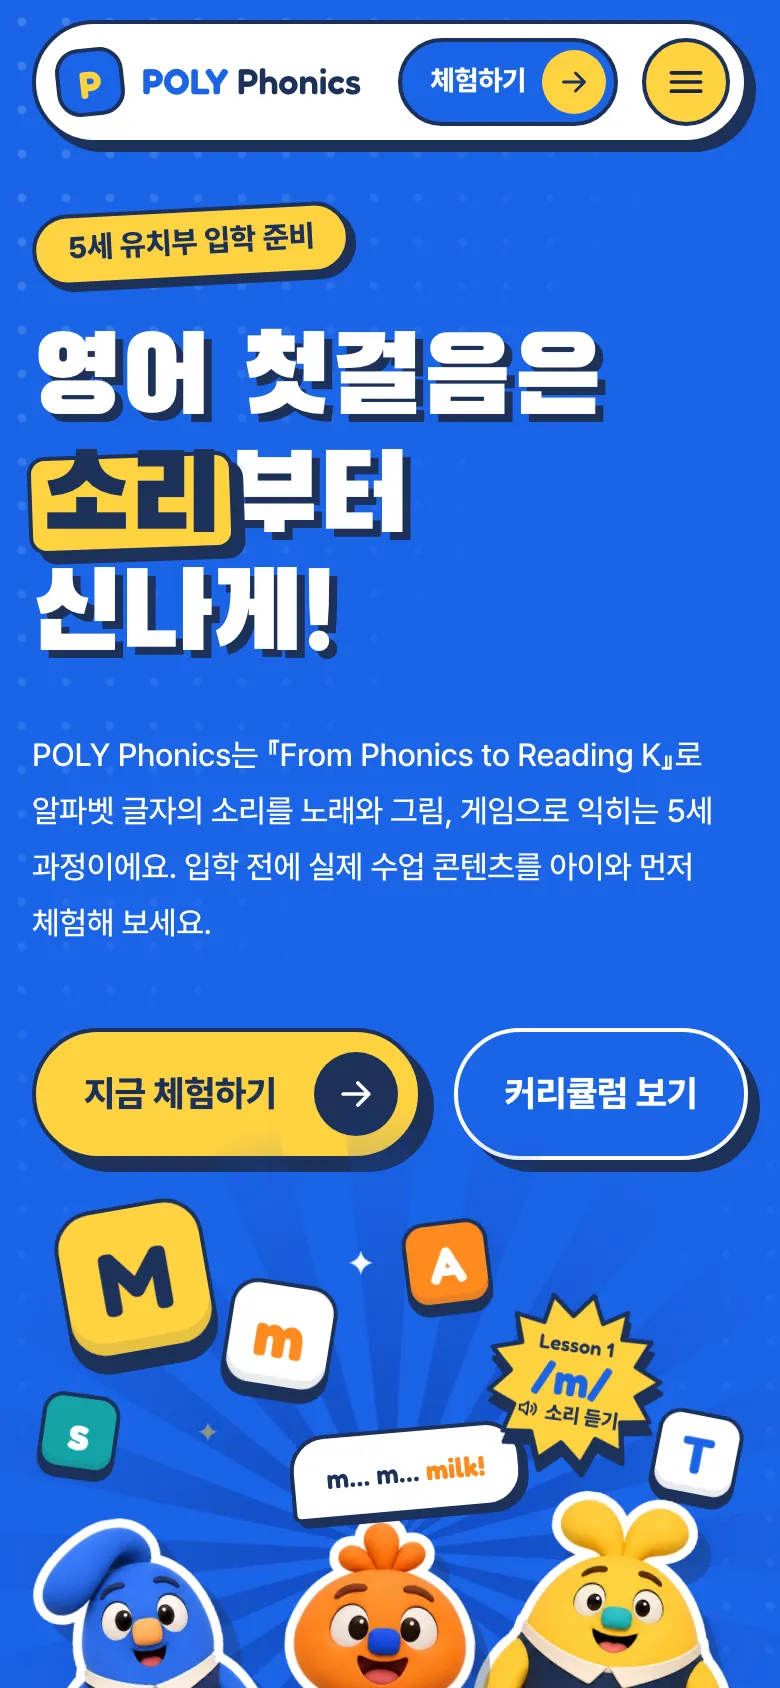 P POLY Phonics 체험하기
5세 유치부 입학 준비
영어 첫걸음은
소리부터
신나게!
POLY Phonics는 『From Phonics to Reading K』로
알파벳 글자의 소리를 노래와 그림, 게임으로 익히는 5세
과정이에요. 입학 전에 실제 수업 콘텐츠를 아이와 먼저
체험해 보세요.
지금 체험하기
커리큘럼 보기
M
m
A
Lesson 1
/m/
소리 듣기
s
T
m... m... milk!